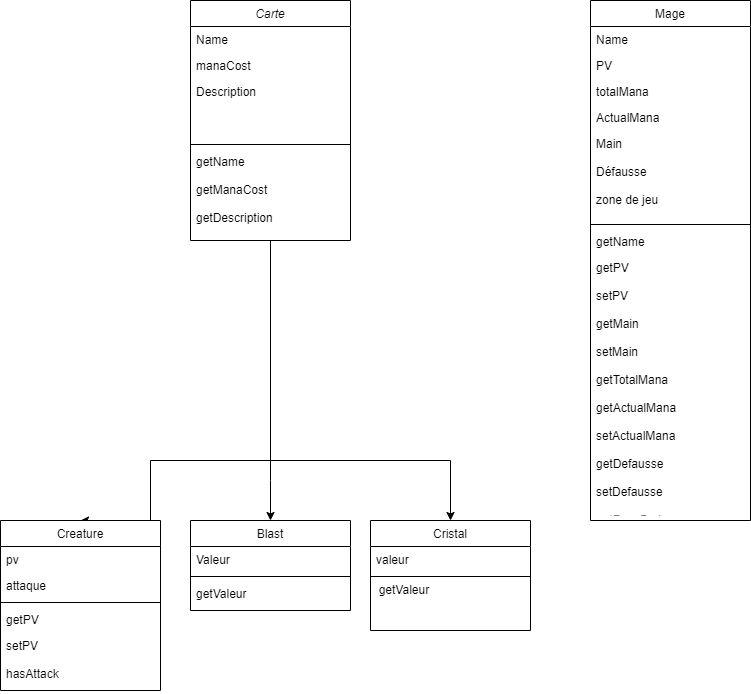 Carte
Name
manaCost
Description
getName
getManaCost
getDescription
Mage
Name
PV
totalMana
ActualMana
Main
Défausse
zone de jeu
getName
getPV
setPV
getMain
setMain
getTotalMana
getActualMana
setActualMana
getDefausse
setDefausse
Creature
pv
attaque
getPV
setPV
hasAttack
Blast
Valeur
getValeur
Cristal
valeur
getValeur